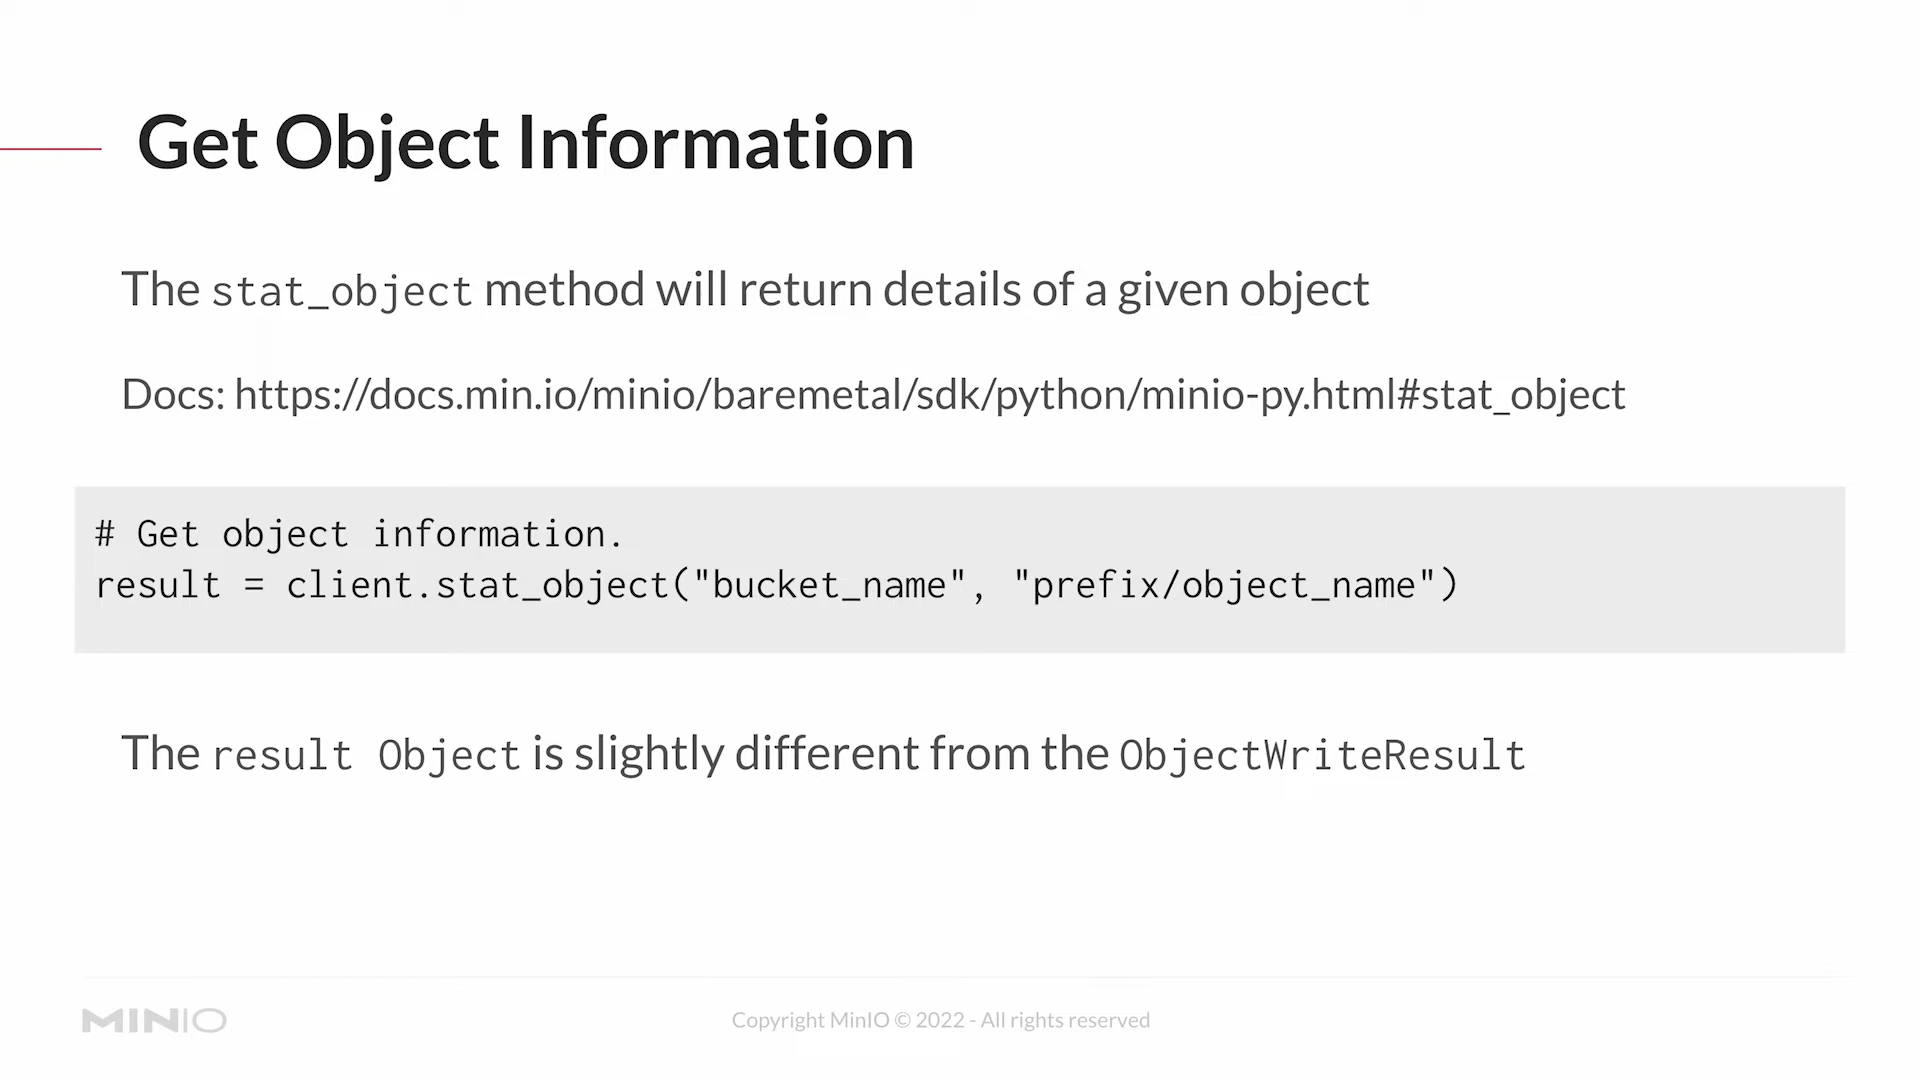 Get Object Information
The stat_object method will return details of a given object
Docs: https://docs.min.io/minio/baremetal/sdk/python/minio-py.html#stat_object
# Get object information.
result = client.stat_object("bucket_name", "prefix/object_name")
The result Object is slightly different from the ObjectWriteResult
MINIO
Copyright MinIO © 2022 - All rights reserved